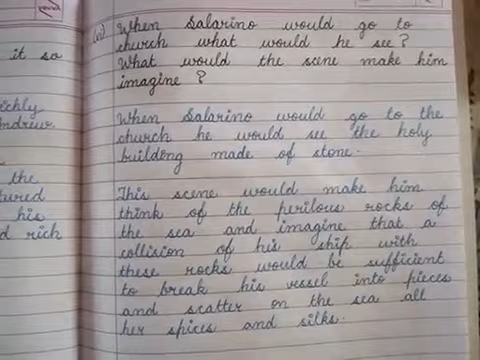 it so
(v) When Salarino would go to
church what would he see?
What would the scene make him
imagine ?
When Salarino would go to the
church he would see the holy
building made of stone.
This scene would make him
think of the perilous rocks of
the sea and imagine that a
collision of his ship with
these rocks would be sufficient
to break his vessel into pieces
and scatter on the sea all
her spices and silks.
Andrew
the
his
d rich